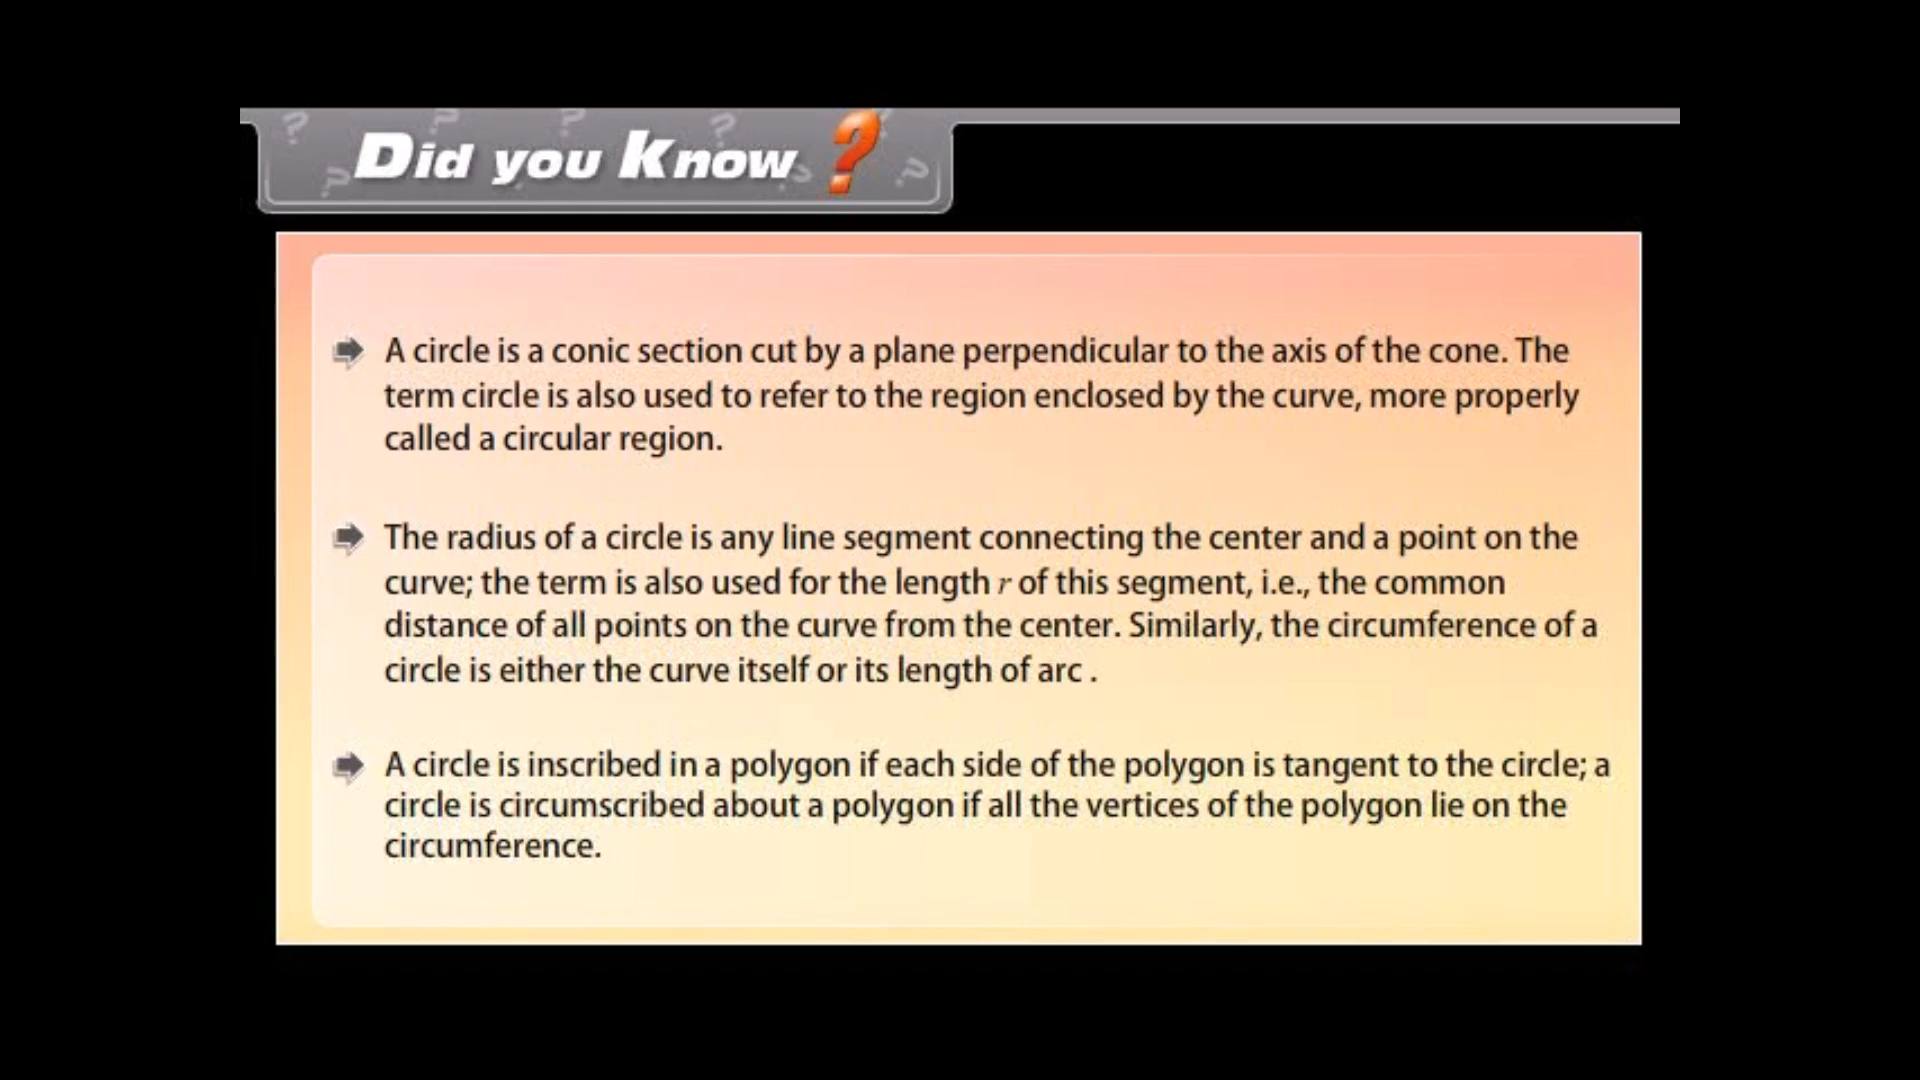 Did you Know ?
A circle is a conic section cut by a plane perpendicular to the axis of the cone. The
term circle is also used to refer to the region enclosed by the curve, more properly
called a circular region.
The radius of a circle is any line segment connecting the center and a point on the
curve; the term is also used for the length r of this segment, i.e., the common
distance of all points on the curve from the center. Similarly, the circumference of a
circle is either the curve itself or its length of arc .
A circle is inscribed in a polygon if each side of the polygon is tangent to the circle; a
circle is circumscribed about a polygon if all the vertices of the polygon lie on the
circumference.